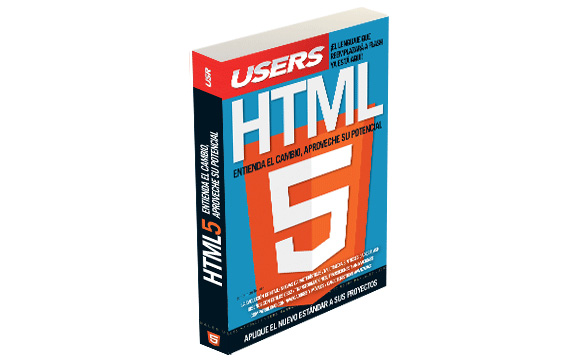 USERS
¡EL LENGUAJE QUE
REEMPLAZARÁ A FLASH
YA ESTÁ AQUÍ!
HTML
ENTIENDA EL CAMBIO, APROVECHE SU POTENCIAL
5
APLIQUE EL NUEVO ESTÁNDAR A SUS PROYECTOS
USR
HTML5
ENTIENDA EL CAMBIO,
APROVECHE SU POTENCIAL
5